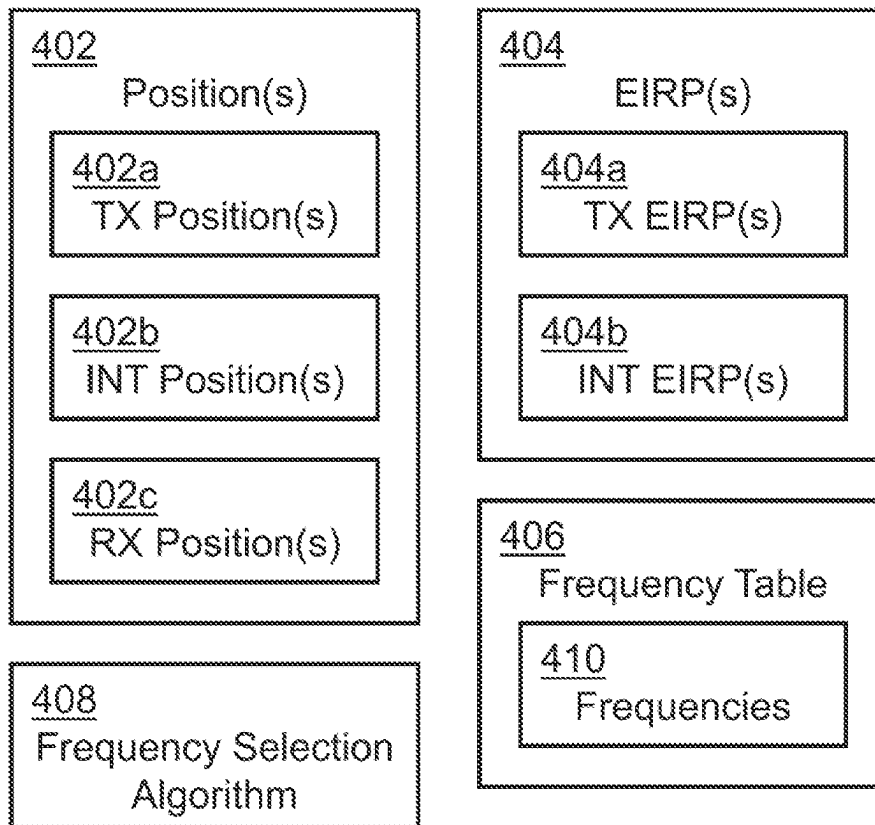 402
Position(s)
402a
TX Position(s)
402b
INT Position(s)
402c
RX Position(s)
404
EIRP(s)
404a
TX EIRP(s)
404b
INT EIRP(s)
406
Frequency Table
410
Frequencies
408
Frequency Selection
Algorithm